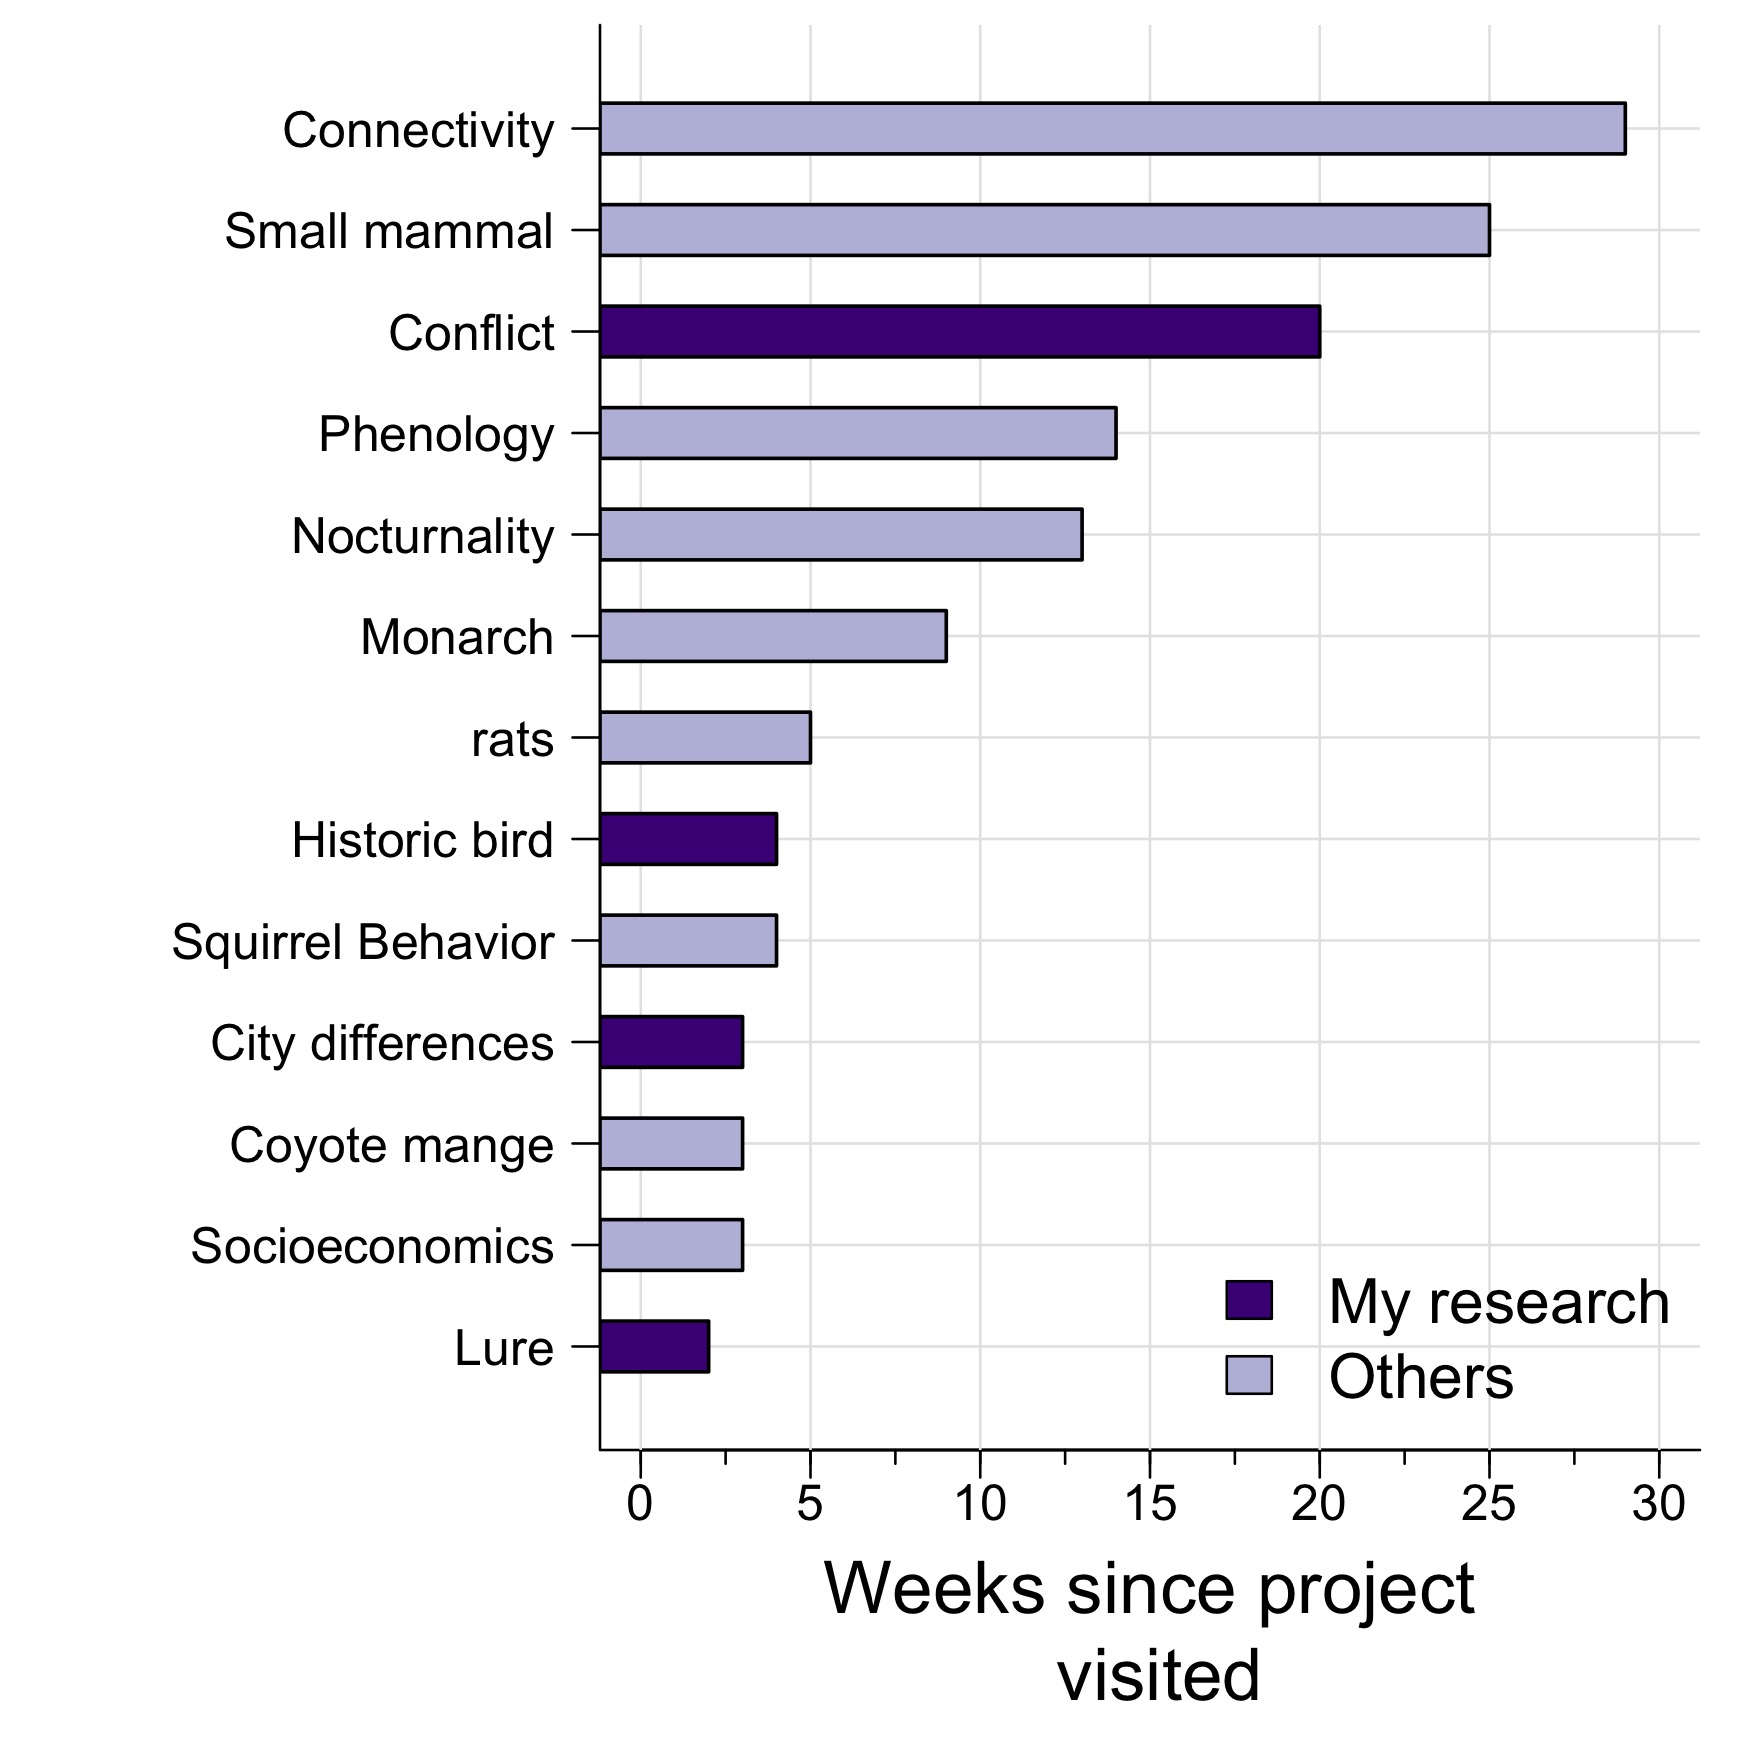 Connectivity
Small mammal
Conflict
Phenology
Nocturnality
Monarch
rats
Historic bird
Squirrel Behavior
City differences
Coyote mange
Socioeconomics
Lure
My research
Others
0 5 10 15 20 25 30
Weeks since project
visited